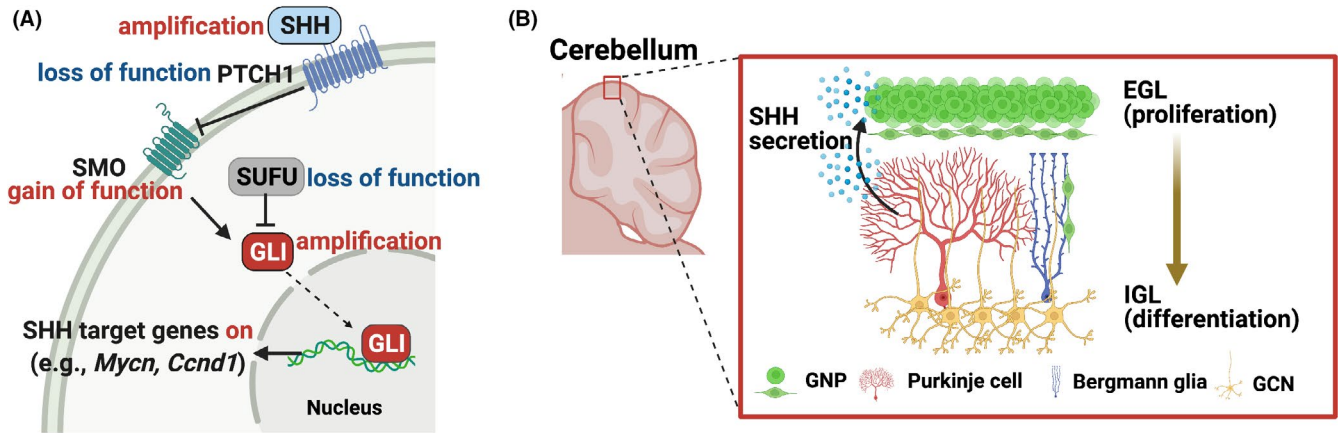 (A)
amplification SHH
loss of function PTCH1
SMO
gain of function
SUFU loss of function
GLI amplification
SHH target genes on
(e.g., Mycn, Ccnd1)
GLI
Nucleus
(B)
Cerebellum
SHH
secretion
EGL
(proliferation)
IGL
(differentiation)
GNP
Purkinje cell
Bergmann glia
GCN